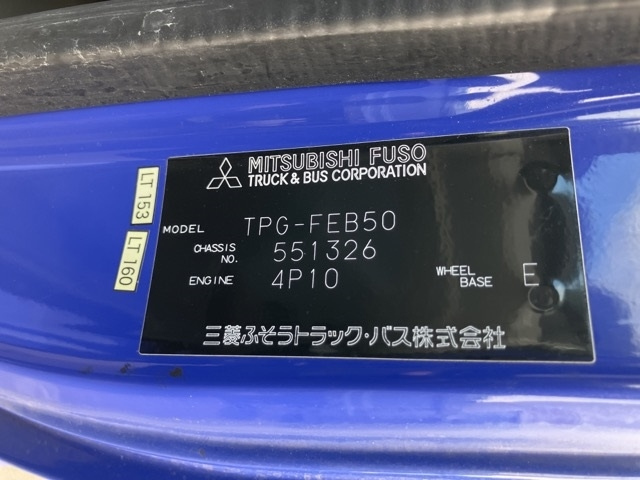 MITSUBISHI FUSO
TRUCK & BUS CORPORATION
MODEL TPG-FEB50
CHASSIS NO. 551326
ENGINE 4P10 WHEEL BASE E
三菱ふそうトラック・バス株式会社
LT 153
LT 160